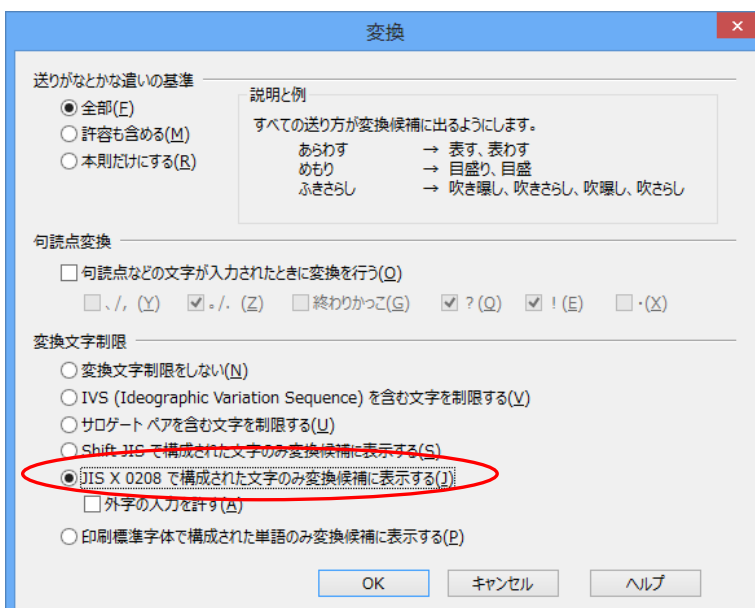 変換
送りがなとかな遣いの基準
全部(F)
許容も含める(M)
本則だけにする(R)
説明と例
すべての送り方が変換候補に出るようにします。
あらわす → 表す、表わす
めもり → 目盛り、目盛
ふきさらし → 吹き曝し、吹きさらし、吹曝し、吹さらし
句読点変換
句読点などの文字が入力されたときに変換を行う(O)
、/, (Y) 。/. (Z) 終わりかっこ(G) ? (Q) ! (E) ・(X)
変換文字制限
変換文字制限をしない(N)
IVS (Ideographic Variation Sequence) を含む文字を制限する(V)
サロゲート ペアを含む文字を制限する(U)
Shift JIS で構成された文字のみ変換候補に表示する(S)
JIS X 0208 で構成された文字のみ変換候補に表示する(J)
外字の入力を許す(A)
印刷標準字体で構成された単語のみ変換候補に表示する(P)
OK キャンセル ヘルプ